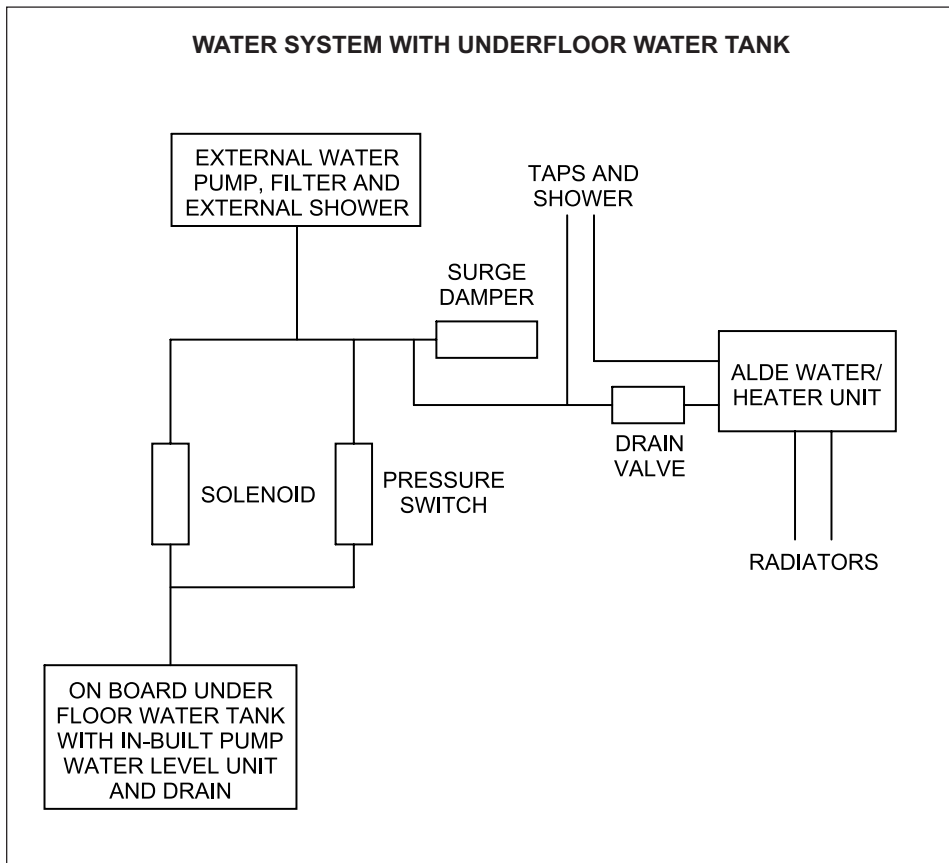 WATER SYSTEM WITH UNDERFLOOR WATER TANK
EXTERNAL WATER
PUMP, FILTER AND
EXTERNAL SHOWER
TAPS AND
SHOWER
SURGE
DAMPER
ALDE WATER/
HEATER UNIT
DRAIN
VALVE
SOLENOID
PRESSURE
SWITCH
RADIATORS
ON BOARD UNDER
FLOOR WATER TANK
WITH IN-BUILT PUMP
WATER LEVEL UNIT
AND DRAIN